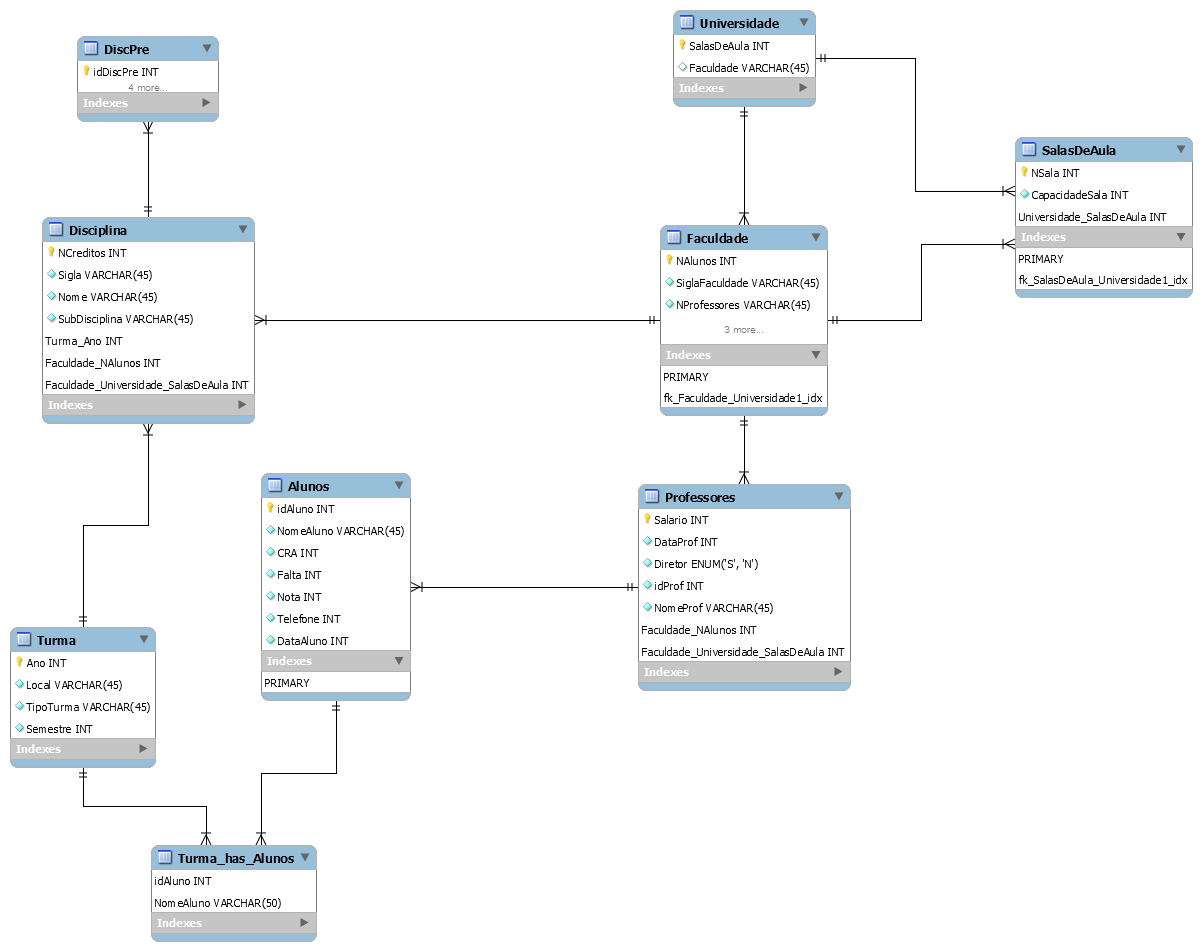 Universidade
SalasDeAula INT
Faculdade VARCHAR(45)
Indexes
DiscPre
idDiscPre INT
4 more...
Indexes
SalasDeAula
NSala INT
CapacidadeSala INT
Universidade_SalasDeAula INT
Indexes
PRIMARY
fk_SalasDeAula_Universidade1_idx
Disciplina
NCreditos INT
Sigla VARCHAR(45)
Nome VARCHAR(45)
SubDisciplina VARCHAR(45)
Turma_Ano INT
Faculdade_NAlunos INT
Faculdade_Universidade_SalasDeAula INT
Indexes
Faculdade
NAlunos INT
SiglaFaculdade VARCHAR(45)
NProfessores VARCHAR(45)
3 more...
Indexes
PRIMARY
fk_Faculdade_Universidade1_idx
Alunos
idAluno INT
NomeAluno VARCHAR(45)
CRA INT
Falta INT
Nota INT
Telefone INT
DataAluno INT
Indexes
PRIMARY
Professores
Salario INT
DataProf INT
Diretor ENUM('S', 'N')
idProf INT
NomeProf VARCHAR(45)
Faculdade_NAlunos INT
Faculdade_Universidade_SalasDeAula INT
Indexes
Turma
Ano INT
Local VARCHAR(45)
TipoTurma VARCHAR(45)
Semestre INT
Indexes
Turma_has_Alunos
idAluno INT
NomeAluno VARCHAR(50)
Indexes